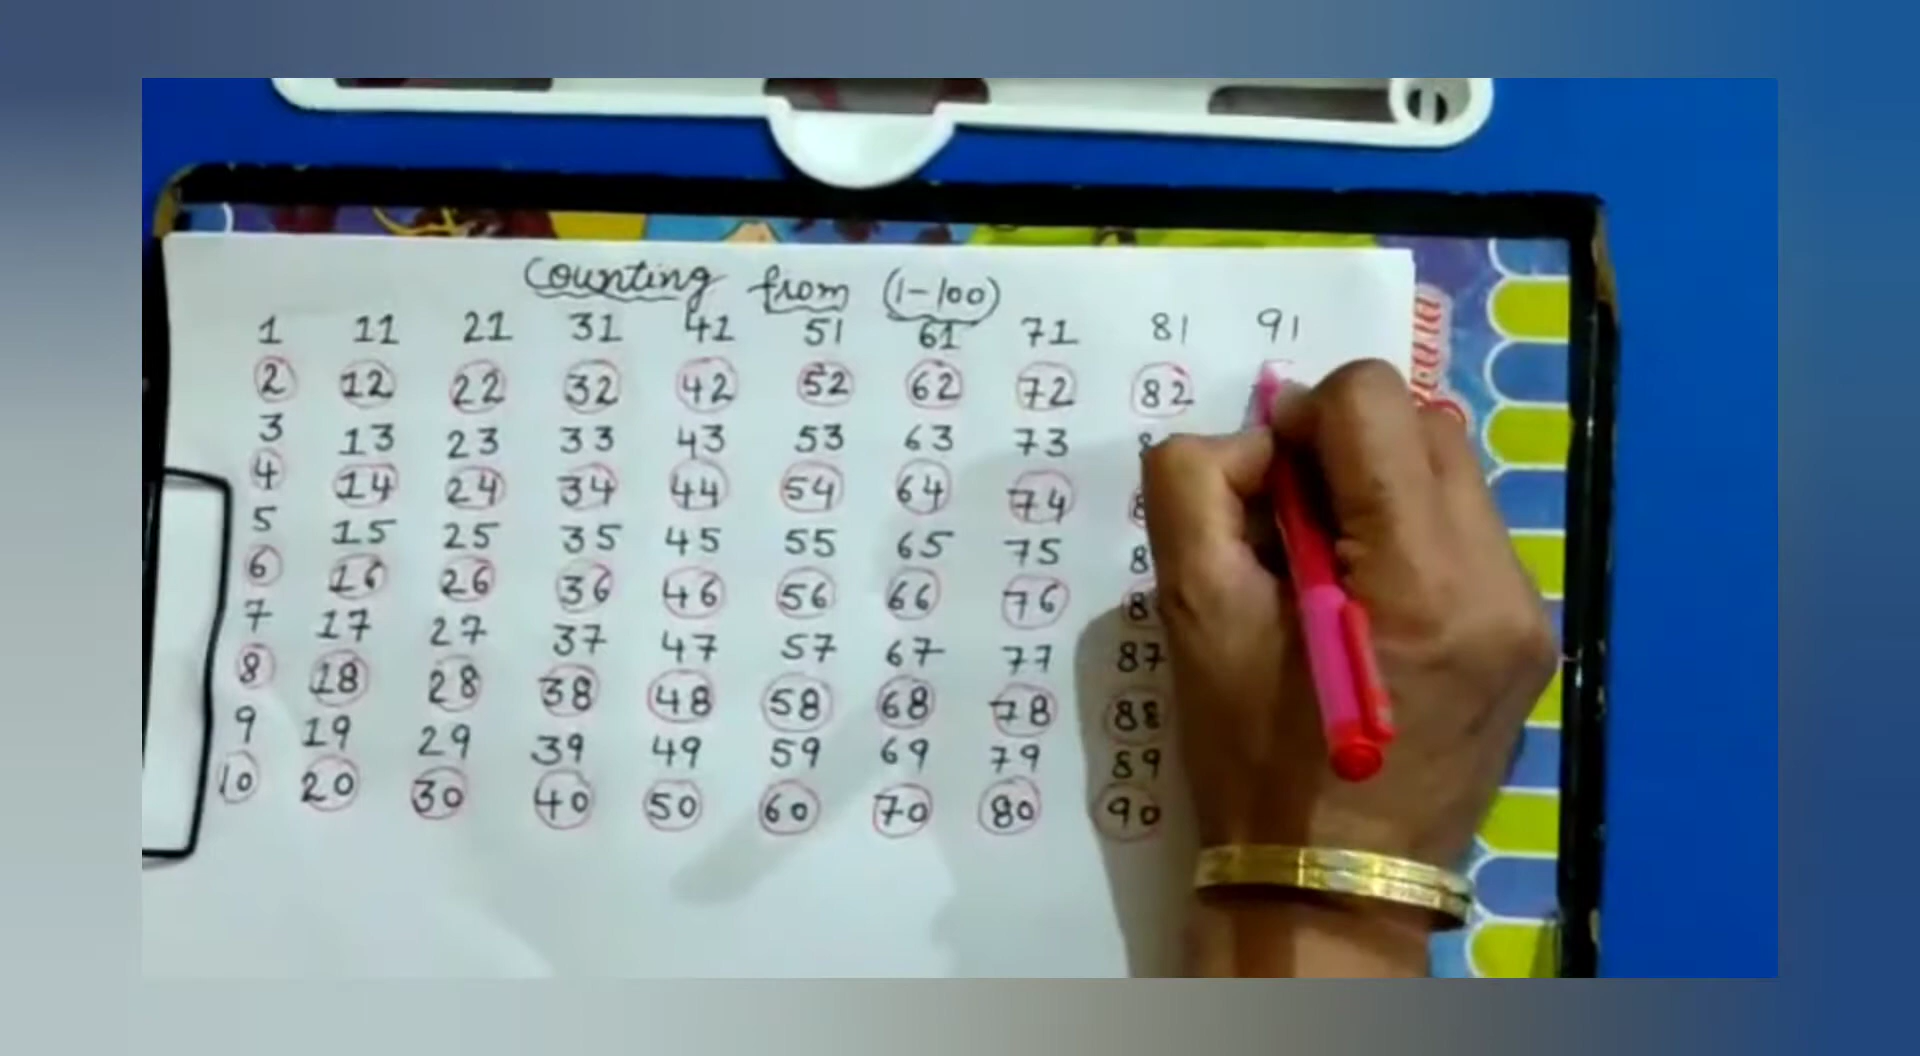 Counting from (1-100)
1 11 21 31 41 51 61 71 81 91
2 12 22 32 42 52 62 72 82
3 13 23 33 43 53 63 73
4 14 24 34 44 54 64 74
5 15 25 35 45 55 65 75
6 16 26 36 46 56 66 76
7 17 27 37 47 57 67 77 87
8 18 28 38 48 58 68 78 88
9 19 29 39 49 59 69 79 89
10 20 30 40 50 60 70 80 90